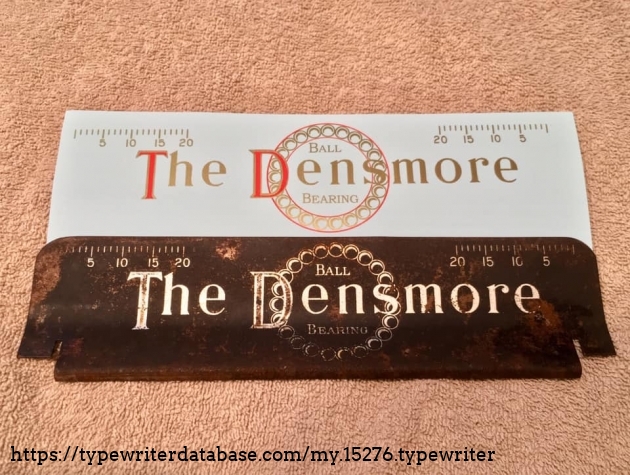 5 10 15 20
20 15 10 5
BALL
The Densmore
BEARING
5 10 15 20
20 15 10 5
BALL
The Densmore
BEARING
https://typewriterdatabase.com/my.15276.typewriter